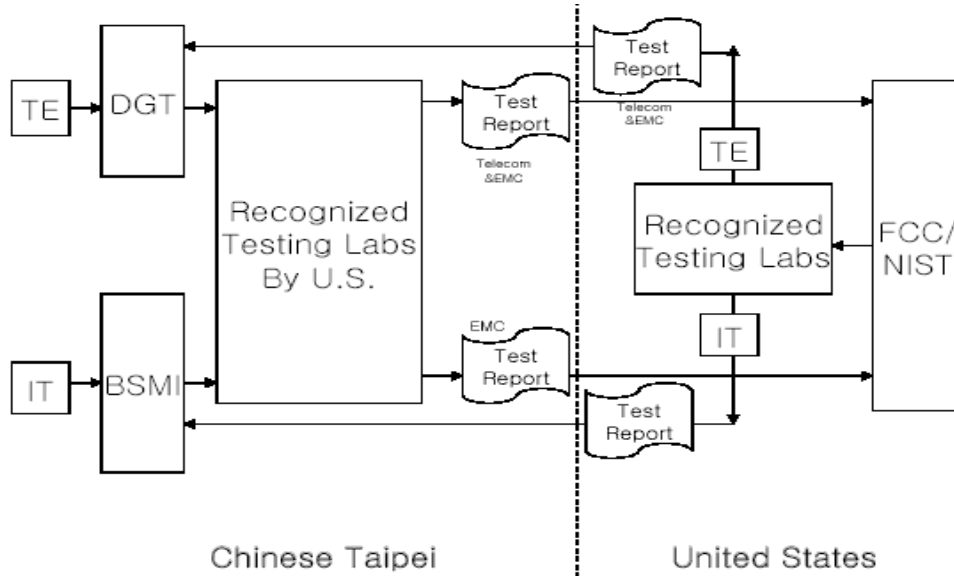 Test
Report
Telecom
&EMC
TE
DGT
Test
Report
Telecom
&EMC
TE
Recognized
Testing Labs
By U.S.
Recognized
Testing Labs
FCC/
NIST
EMC
Test
Report
IT
IT
BSMI
Test
Report
Chinese Taipei
United States